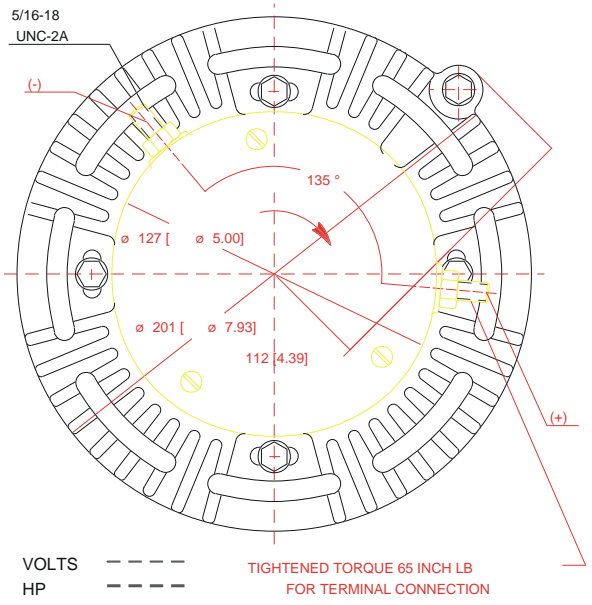 5/16-18
UNC-2A
(-)
135 °
ø 127 [ ø 5.00]
ø 201 [ ø 7.93]
112 [4.39]
(+)
VOLTS
HP
TIGHTENED TORQUE 65 INCH LB
FOR TERMINAL CONNECTION